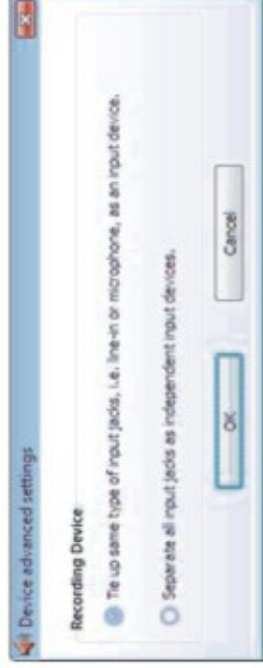 Device advanced settings
Recording Device
Tie up same type of input jacks, i.e. line-in or microphone, as an input device.
Separate all input jacks as independent input devices.
OK
Cancel